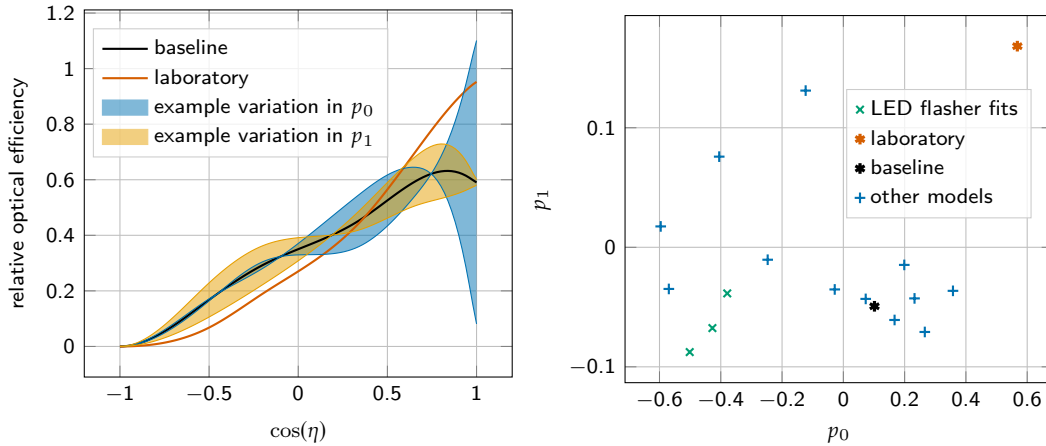 1.2
1
0.8
0.6
0.4
0.2
0
relative optical efficiency
baseline
laboratory
example variation in p₀
example variation in p₁
−1 −0.5 0 0.5 1
cos(η)
0.1
0
−0.1
p₁
LED flasher fits
laboratory
baseline
other models
−0.6 −0.4 −0.2 0 0.2 0.4 0.6
p₀